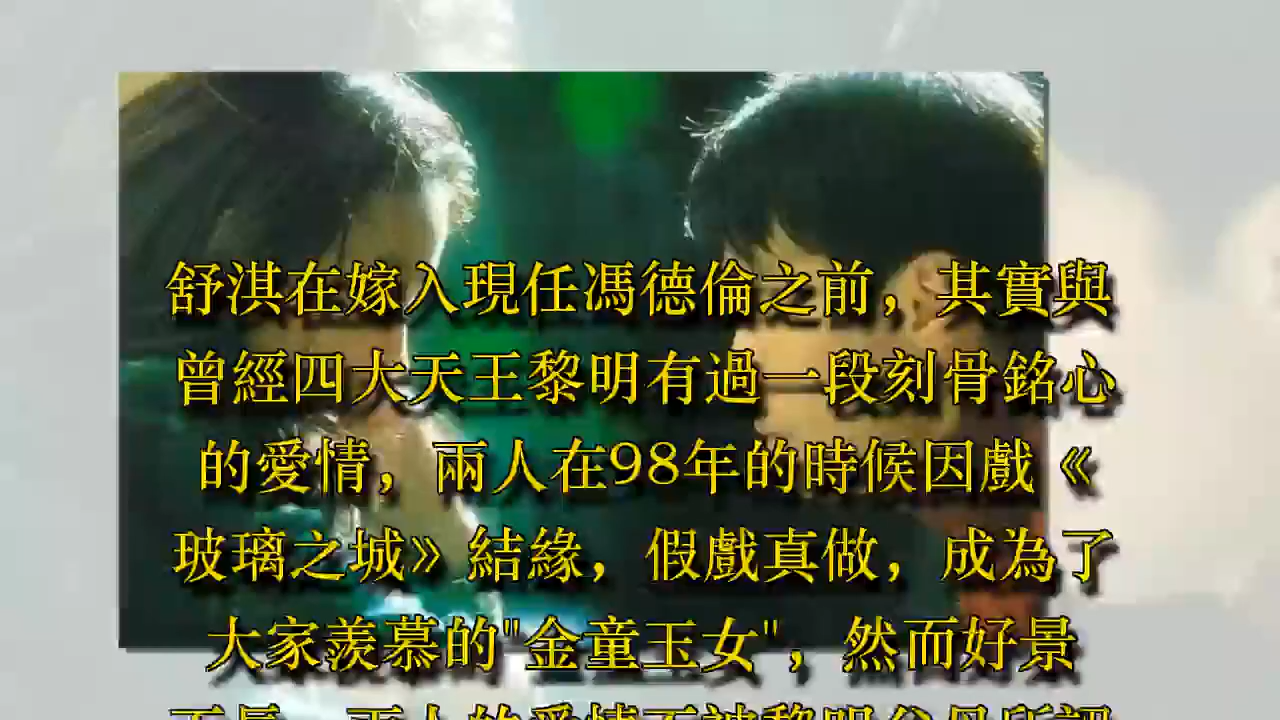 舒淇在嫁入現任馮德倫之前，其實與
曾經四大天王黎明有過一段刻骨銘心
的愛情，兩人在98年的時候因戲《
玻璃之城》結緣，假戲真做，成為了
大家羨慕的"金童玉女"，然而好景